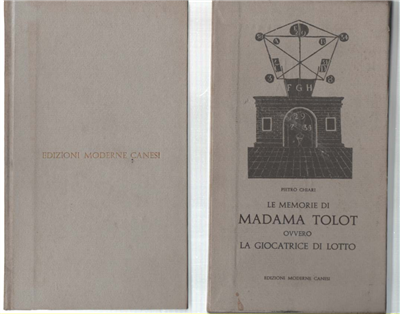 EDIZIONI MODERNE CANESI
F G H
PIETRO CHIARI
LE MEMORIE DI
MADAMA TOLOT
OVVERO
LA GIOCATRICE DI LOTTO
EDIZIONI MODERNE CANESI